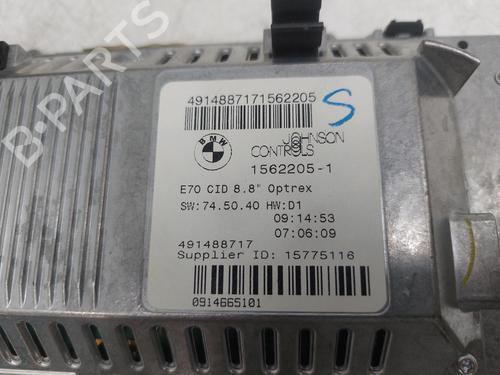 4914887171562205
S
BMW
JOHNSON
CONTROLS
1562205-1
E70 CID 8.8" Optrex
SW:74.50.40 HW:D1
09:14:53
07:06:09
491488717
Supplier ID: 15775116
0914665101
B-PARTS